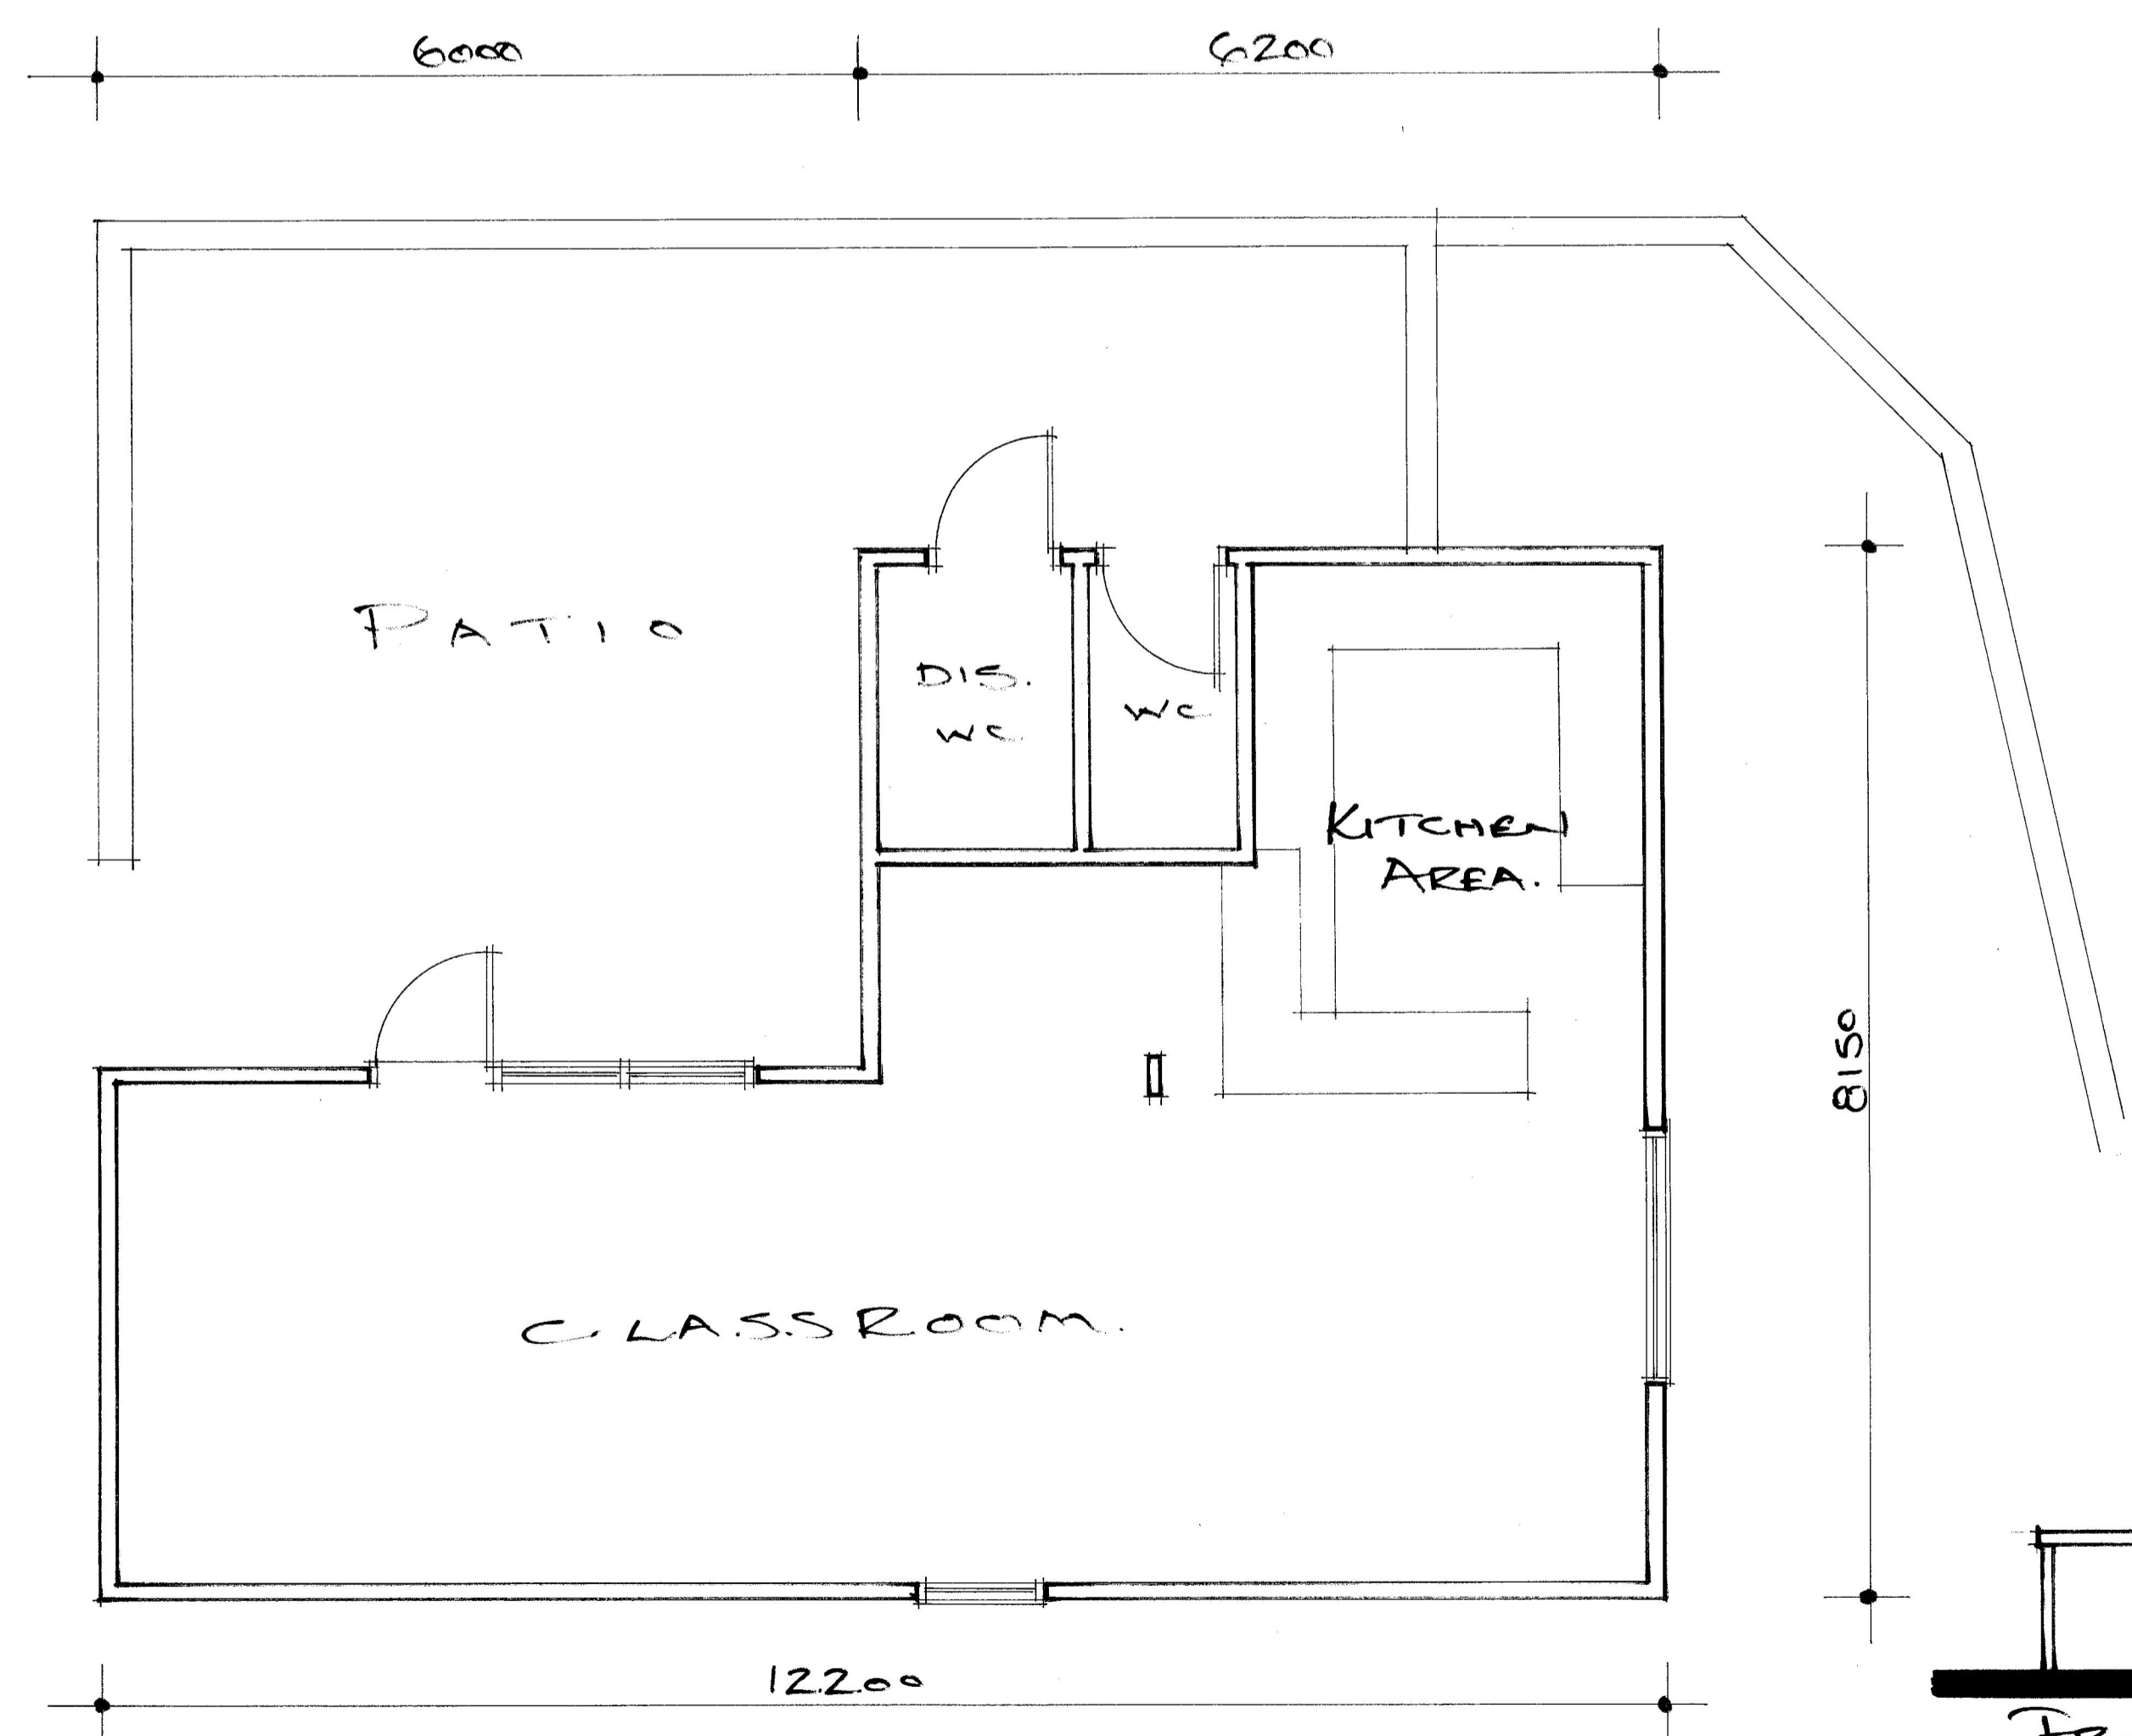 6000
6200
PATIO
DIS.
WC
WC
KITCHEN
AREA.
8150
CLASSROOM.
12200